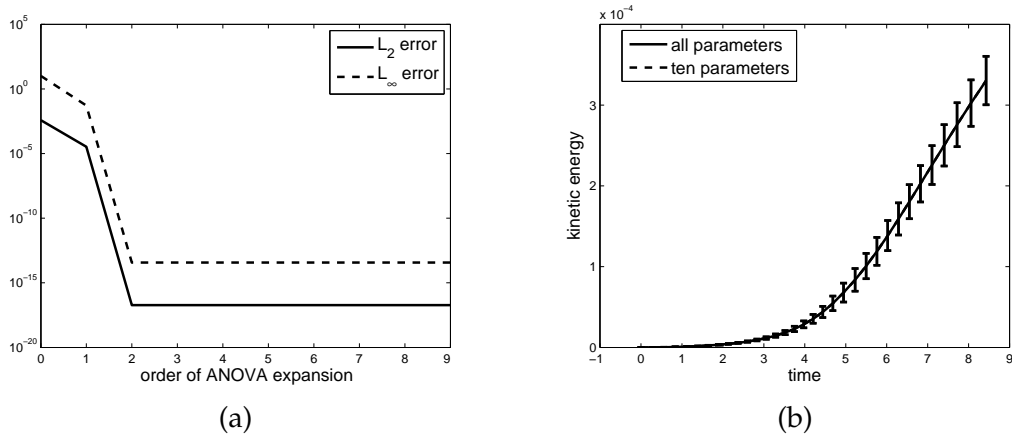 10^5
10^0
10^−5
10^−10
10^−15
10^−20
0 1 2 3 4 5 6 7 8 9
order of ANOVA expansion
L_2 error
L_∞ error
(a)
x 10^−4
3
2
1
0
−1 0 1 2 3 4 5 6 7 8 9
time
kinetic energy
all parameters
ten parameters
(b)